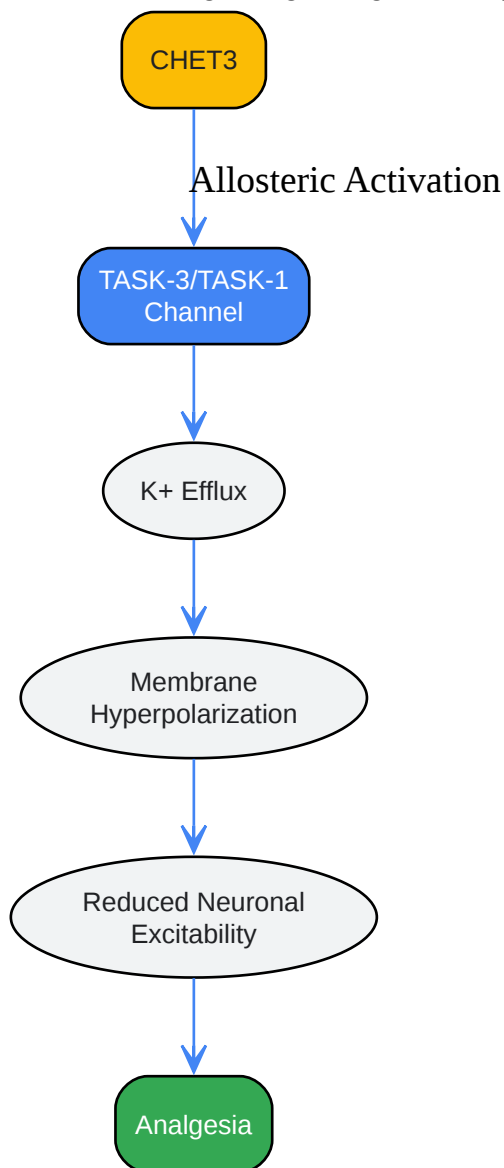 CHET3
Allosteric Activation
TASK-3/TASK-1
Channel
K+ Efflux
Membrane
Hyperpolarization
Reduced Neuronal
Excitability
Analgesia